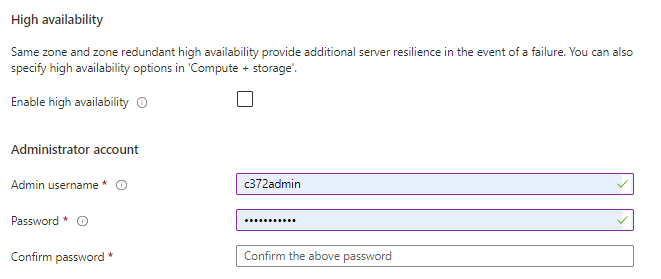 High availability
Same zone and zone redundant high availability provide additional server resilience in the event of a failure. You can also
specify high availability options in 'Compute + storage'.
Enable high availability
Administrator account
Admin username * c372admin
Password * •••••••••••
Confirm password * Confirm the above password